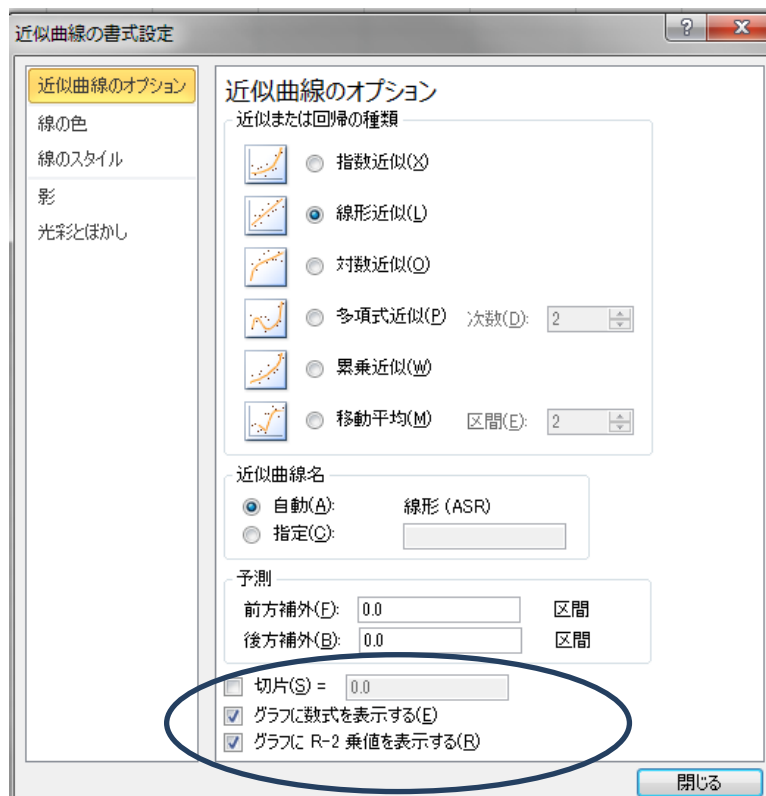 近似曲線の書式設定
近似曲線のオプション
線の色
線のスタイル
影
光彩とぼかし
近似曲線のオプション
近似または回帰の種類
指数近似(X)
線形近似(L)
対数近似(O)
多項式近似(P) 次数(D): 2
累乗近似(W)
移動平均(M) 区間(E): 2
近似曲線名
自動(A): 線形 (ASR)
指定(C):
予測
前方補外(F): 0.0 区間
後方補外(B): 0.0 区間
切片(S) = 0.0
グラフに数式を表示する(E)
グラフに R-2 乗値を表示する(R)
閉じる